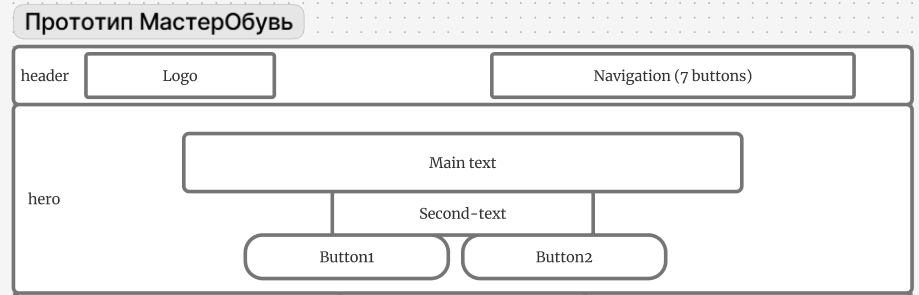 Прототип МастерОбувь
header
Logo
Navigation (7 buttons)
Main text
hero
Second-text
Button1
Button2